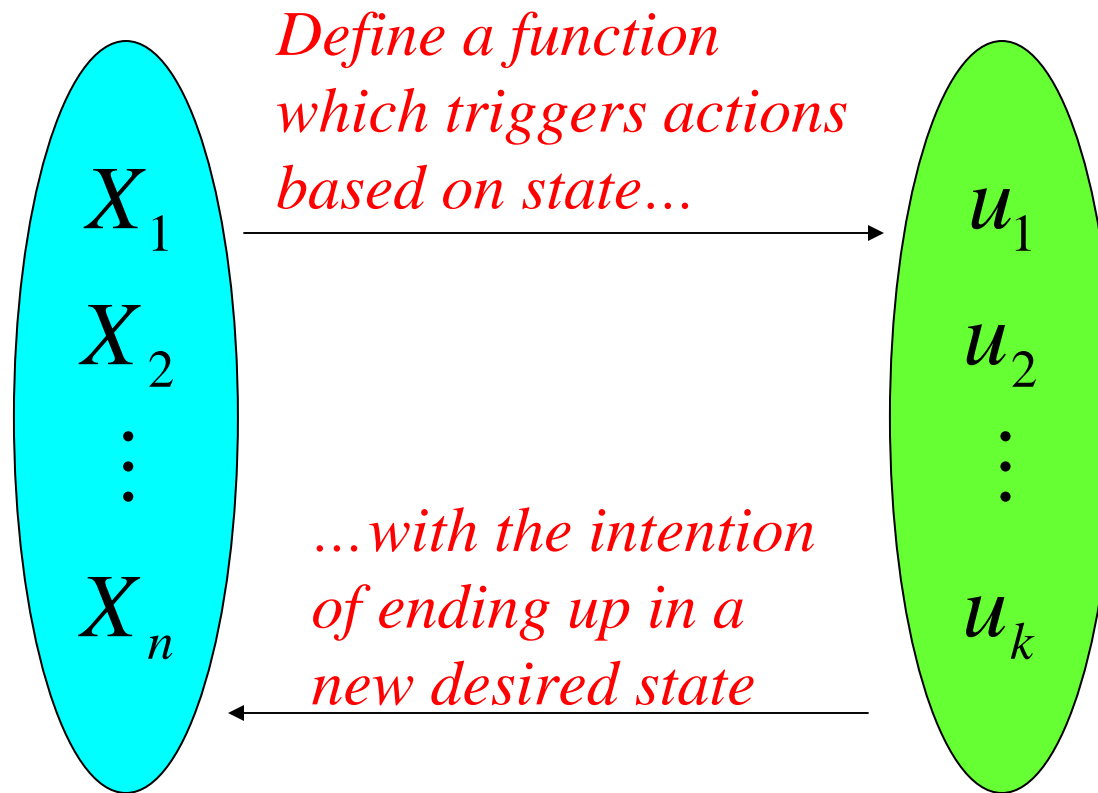 Define a function
which triggers actions
based on state…
X₁
X₂
⋮
Xₙ
u₁
u₂
⋮
uₖ
…with the intention
of ending up in a
new desired state